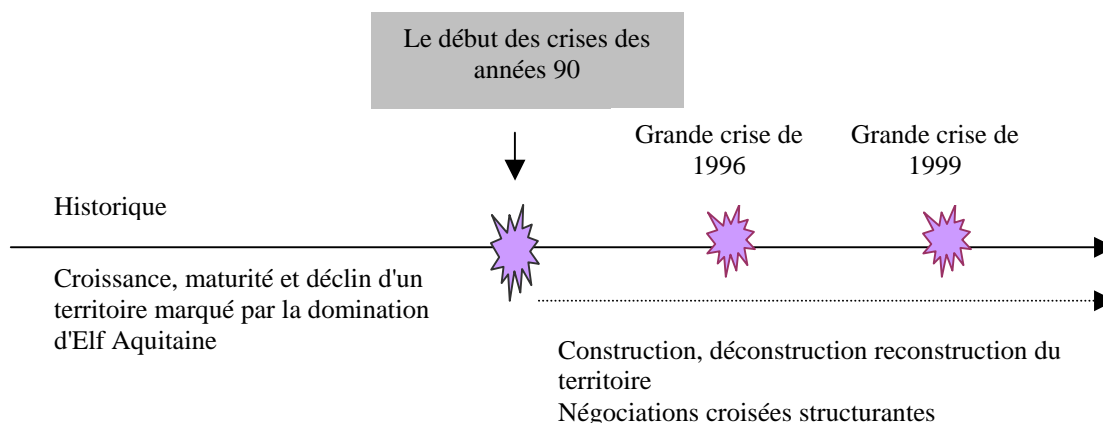 Le début des crises des
années 90
Grande crise de
1996
Grande crise de
1999
Historique
Croissance, maturité et déclin d'un
territoire marqué par la domination
d'Elf Aquitaine
Construction, déconstruction reconstruction du
territoire
Négociations croisées structurantes